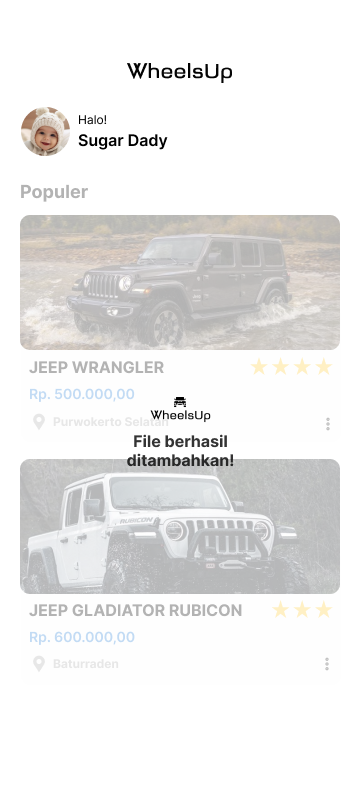 WheelsUp
Halo!
Sugar Dady
Populer
JEEP WRANGLER
Rp. 500.000,00
Purwokerto Selatan
WheelsUp
File berhasil
ditambahkan!
RUBICON
JEEP GLADIATOR RUBICON
Rp. 600.000,00
Baturraden